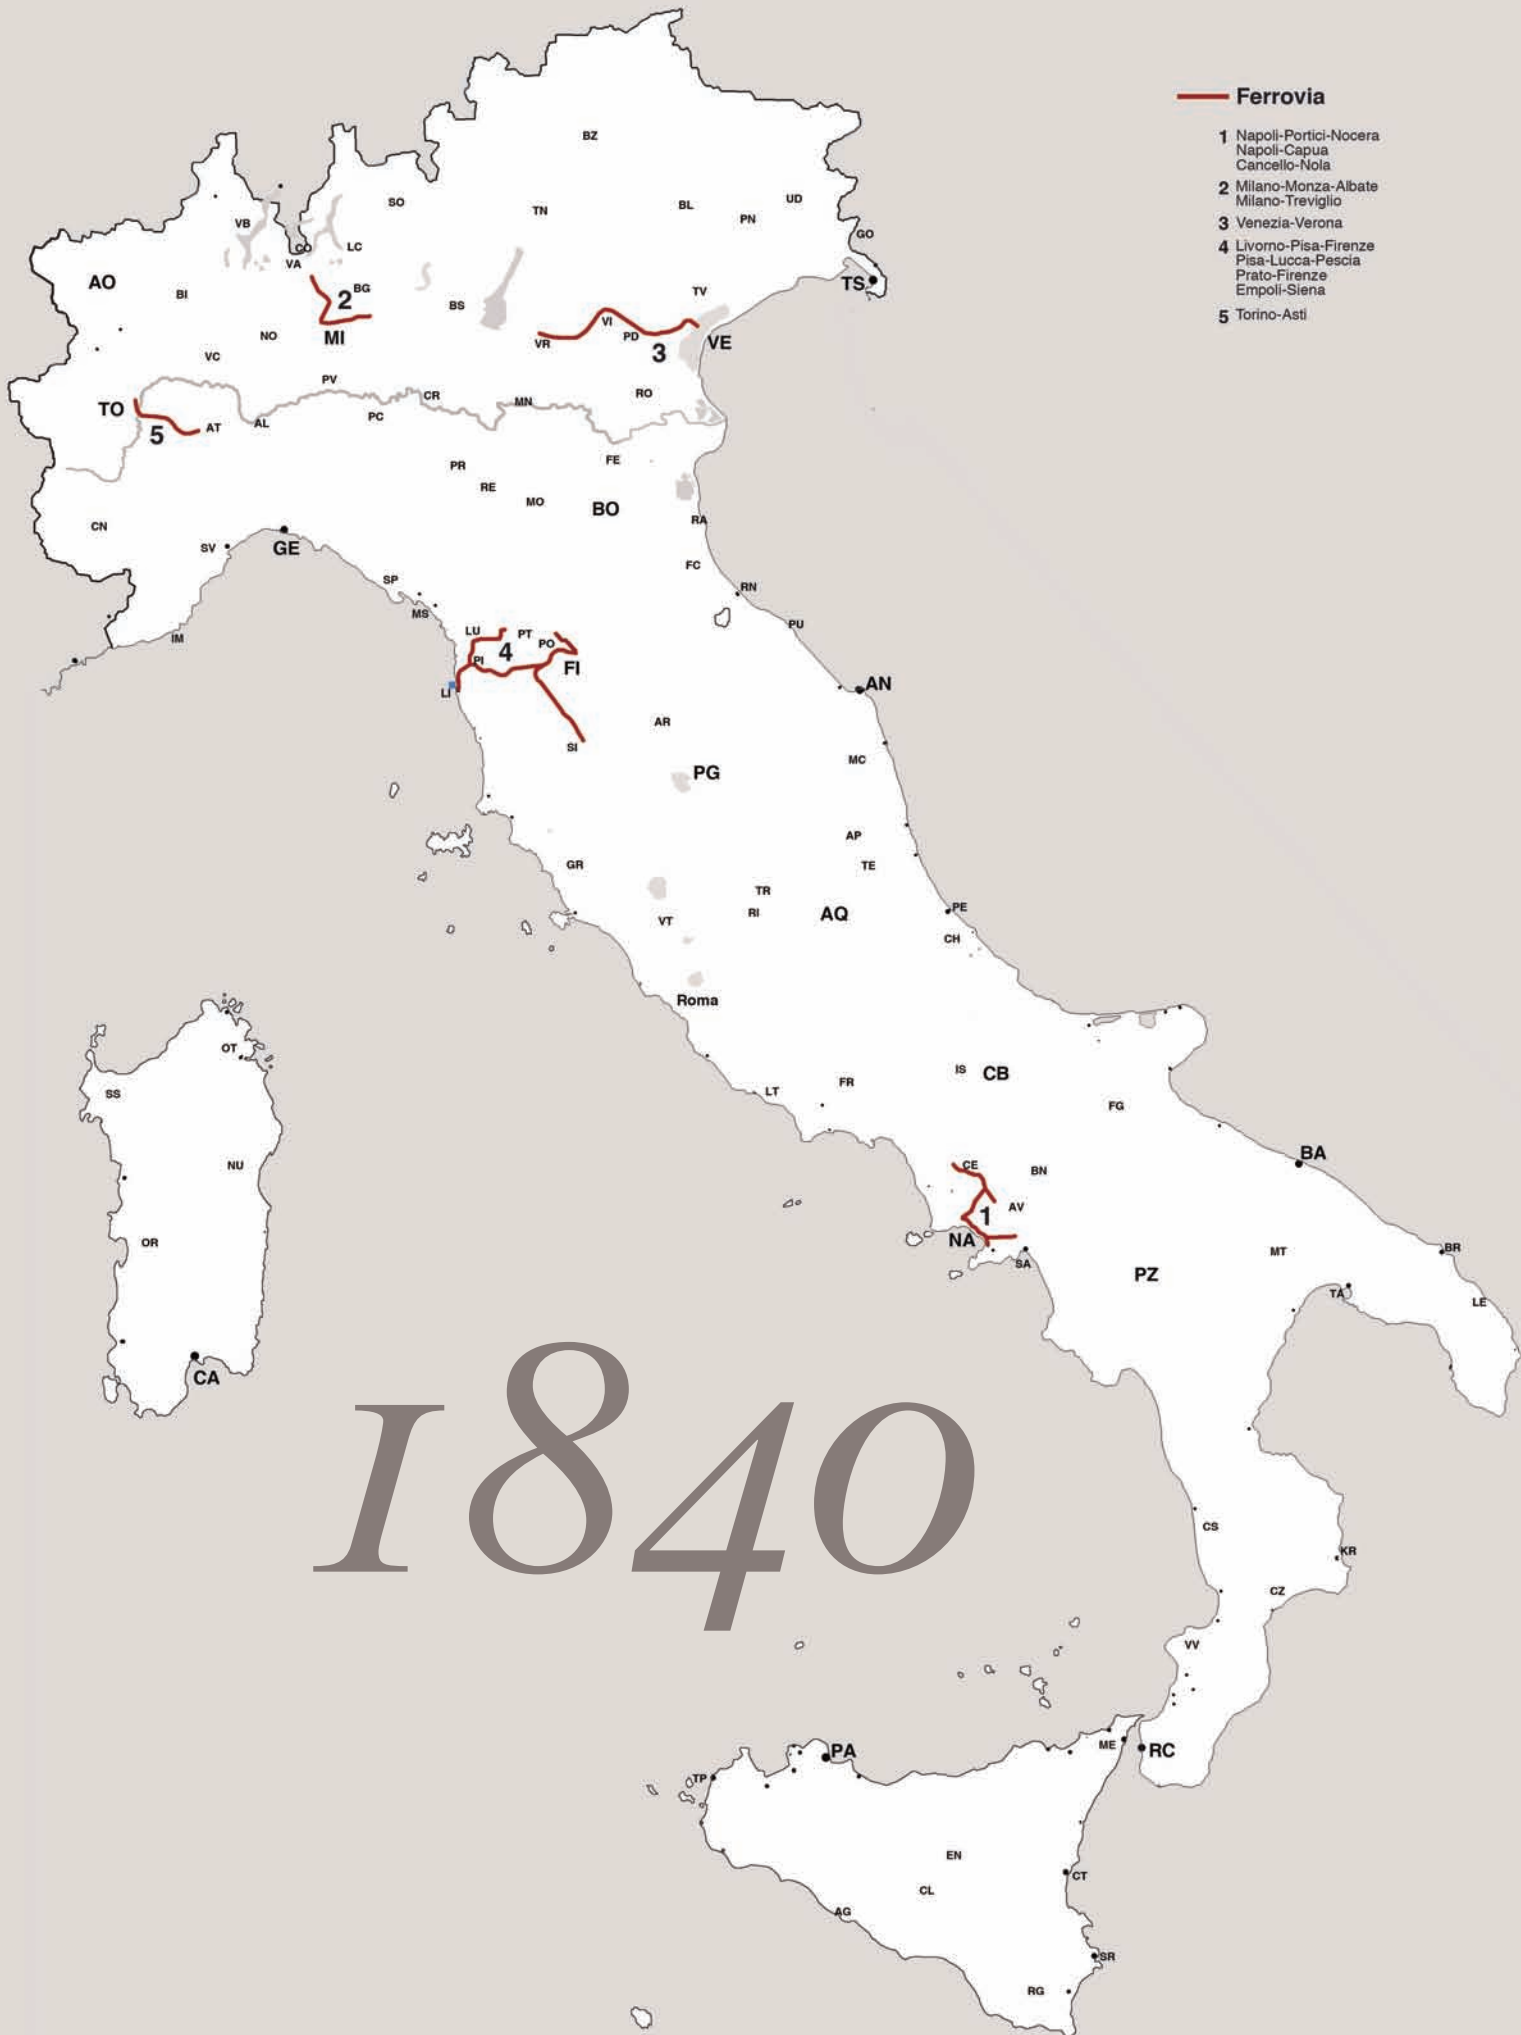 Ferrovia
1 Napoli-Portici-Nocera
Napoli-Capua
Cancello-Nola
2 Milano-Monza-Albate
Milano-Treviglio
3 Venezia-Verona
4 Livorno-Pisa-Firenze
Pisa-Lucca-Pescia
Prato-Firenze
Empoli-Siena
5 Torino-Asti
BZ
SO
TN
BL
UD
PN
VB
GO
CO
LC
VA
AO
TS
BI
2
BG
TV
BS
VI
NO
MI
VR
PD
3
VE
VC
PV
CR
MN
RO
TO
PC
5
AT
AL
FE
PR
RE
MO
BO
RA
CN
SV
GE
FC
SP
RN
MS
PU
IM
LU
PT
PO
4
PI
FI
LI
AN
AR
SI
MC
PG
AP
GR
TE
TR
RI
AQ
PE
VT
CH
Roma
OT
IS
CB
SS
LT
FR
FG
BA
NU
CE
BN
AV
1
OR
NA
SA
BR
MT
PZ
TA
LE
CA
1840
CS
KR
CZ
VV
ME
RC
PA
TP
EN
CT
CL
AG
SR
RG